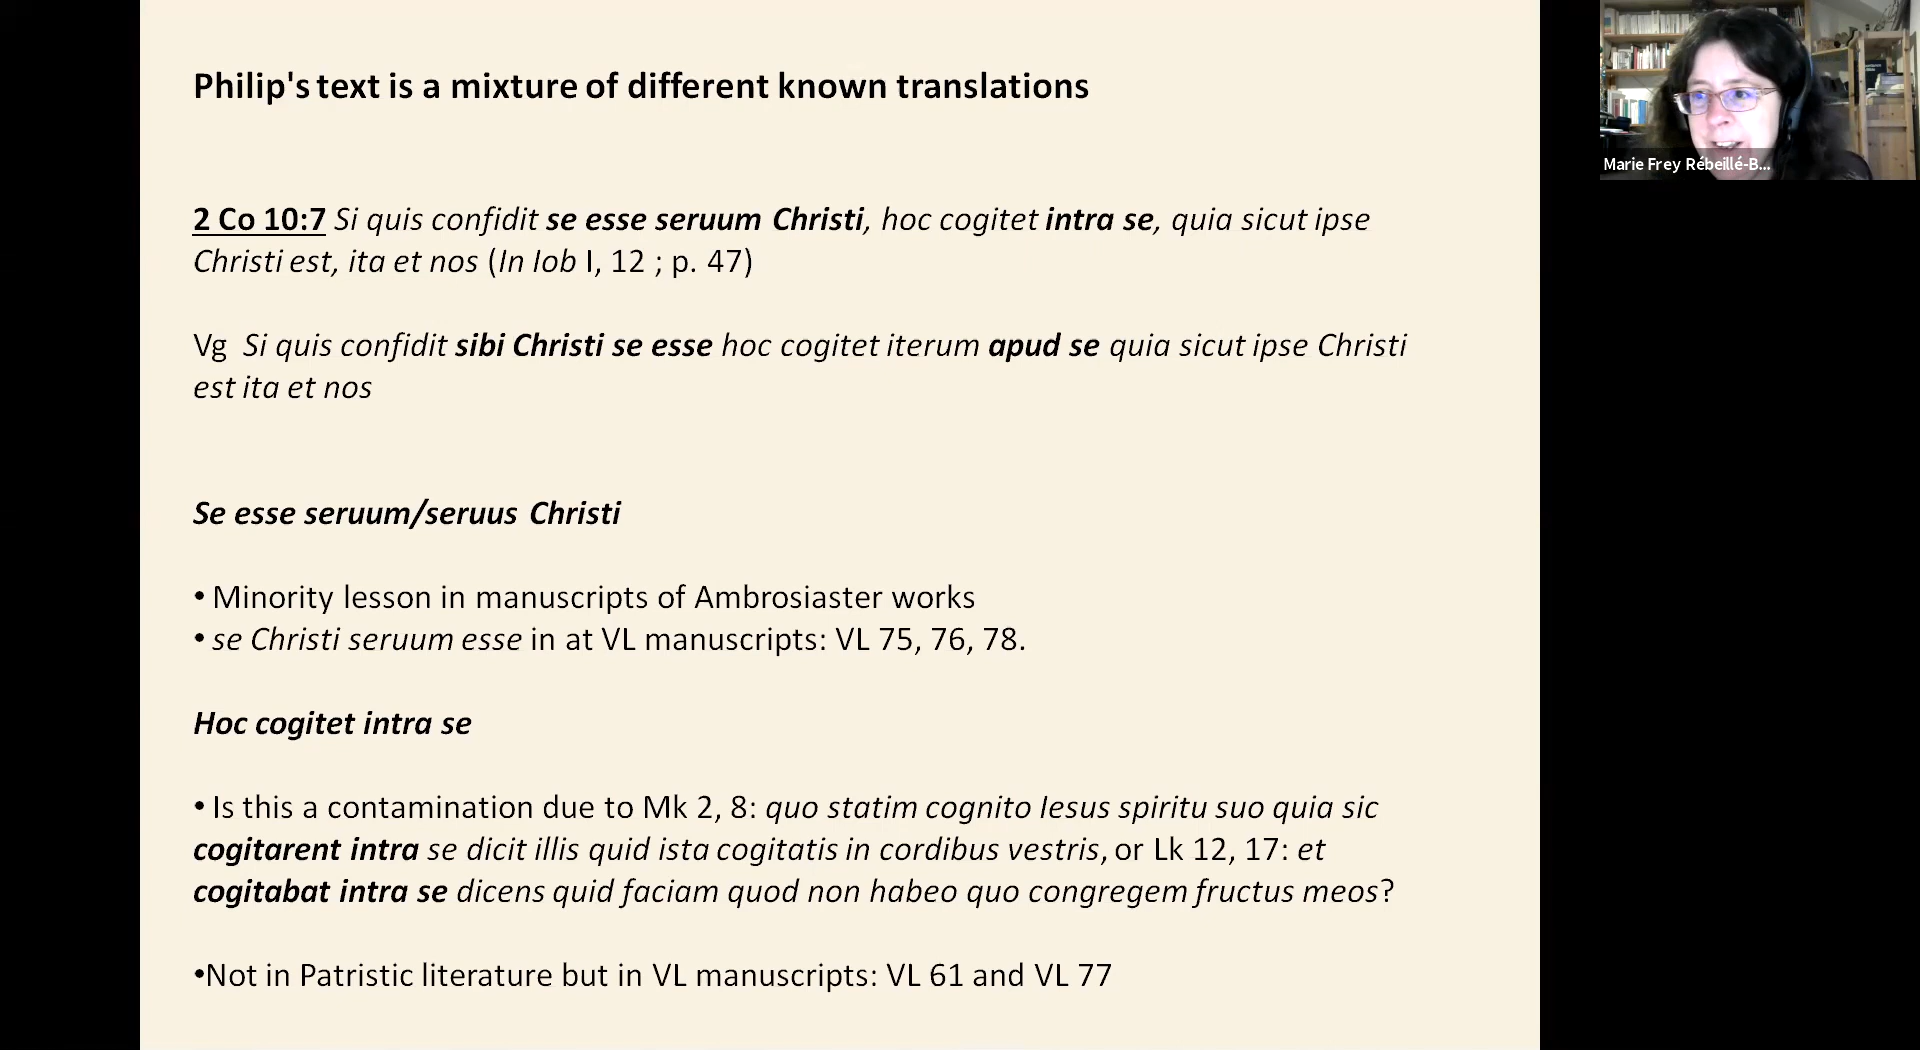 Philip's text is a mixture of different known translations
2 Co 10:7 Si quis confidit se esse seruum Christi, hoc cogitet intra se, quia sicut ipse
Christi est, ita et nos (In Iob I, 12 ; p. 47)
Vg Si quis confidit sibi Christi se esse hoc cogitet iterum apud se quia sicut ipse Christi
est ita et nos
Se esse seruum/seruus Christi
• Minority lesson in manuscripts of Ambrosiaster works
• se Christi seruum esse in at VL manuscripts: VL 75, 76, 78.
Hoc cogitet intra se
• Is this a contamination due to Mk 2, 8: quo statim cognito Iesus spiritu suo quia sic
cogitarent intra se dicit illis quid ista cogitatis in cordibus vestris, or Lk 12, 17: et
cogitabat intra se dicens quid faciam quod non habeo quo congregem fructus meos?
•Not in Patristic literature but in VL manuscripts: VL 61 and VL 77
Marie Frey Rébeillé-B...